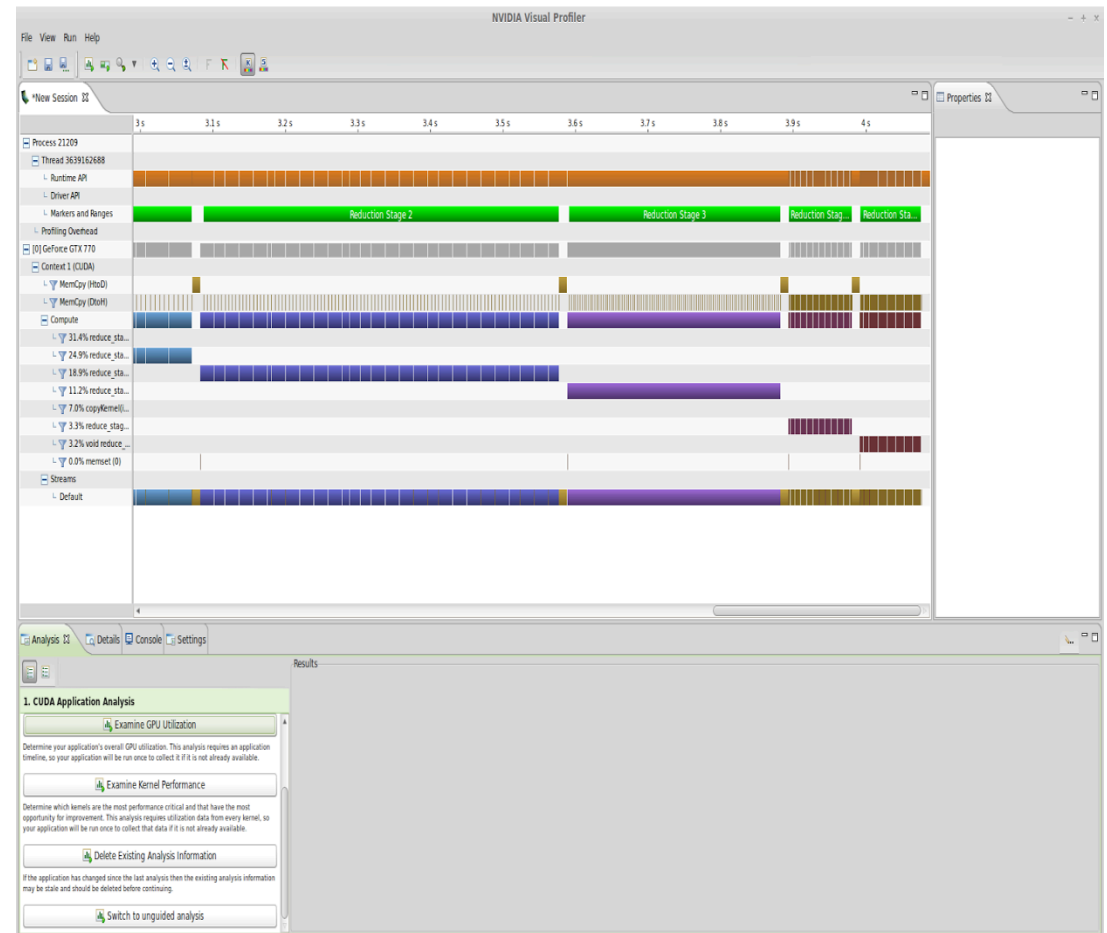 NVIDIA Visual Profiler
File View Run Help
*New Session
Properties
3 s 3.1 s 3.2 s 3.3 s 3.4 s 3.5 s 3.6 s 3.7 s 3.8 s 3.9 s 4 s
Process 21209
Thread 3639162688
Runtime API
Driver API
Markers and Ranges
Reduction Stage 2 Reduction Stage 3 Reduction Stag... Reduction Sta...
Profiling Overhead
[0] GeForce GTX 770
Context 1 (CUDA)
MemCpy (HtoD)
MemCpy (DtoH)
Compute
31.4% reduce_sta...
24.9% reduce_sta...
18.9% reduce_sta...
11.2% reduce_sta...
7.0% copyKernel(i...
3.3% reduce_stag...
3.2% void reduce_...
0.0% memset (0)
Streams
Default
Analysis Details Console Settings
Results
1. CUDA Application Analysis
Examine GPU Utilization
Determine your application's overall GPU utilization. This analysis requires an application
timeline, so your application will be run once to collect it if it is not already available.
Examine Kernel Performance
Determine which kernels are the most performance critical and that have the most
opportunity for improvement. This analysis requires utilization data from every kernel, so
your application will be run once to collect that data if it is not already available.
Delete Existing Analysis Information
If the application has changed since the last analysis then the existing analysis information
may be stale and should be deleted before continuing.
Switch to unguided analysis